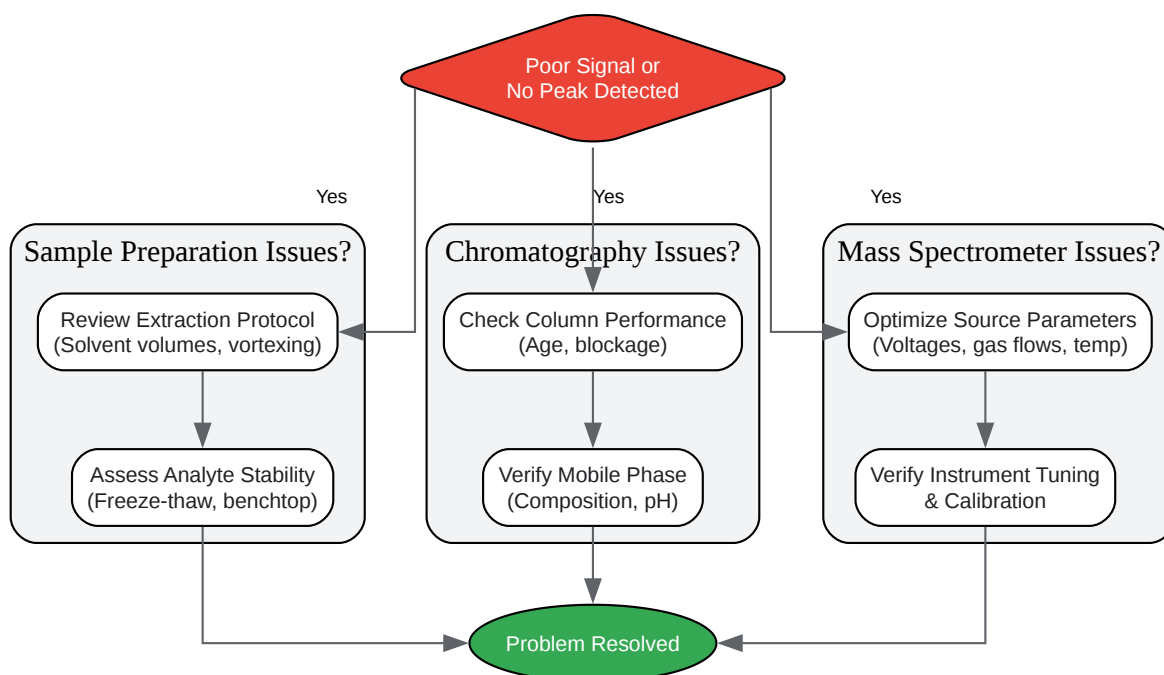 Poor Signal or
No Peak Detected
Yes
Yes
Yes
Sample Preparation Issues?
Chromatography Issues?
Mass Spectrometer Issues?
Review Extraction Protocol
(Solvent volumes, vortexing)
Check Column Performance
(Age, blockage)
Optimize Source Parameters
(Voltages, gas flows, temp)
Assess Analyte Stability
(Freeze-thaw, benchtop)
Verify Mobile Phase
(Composition, pH)
Verify Instrument Tuning
& Calibration
Problem Resolved